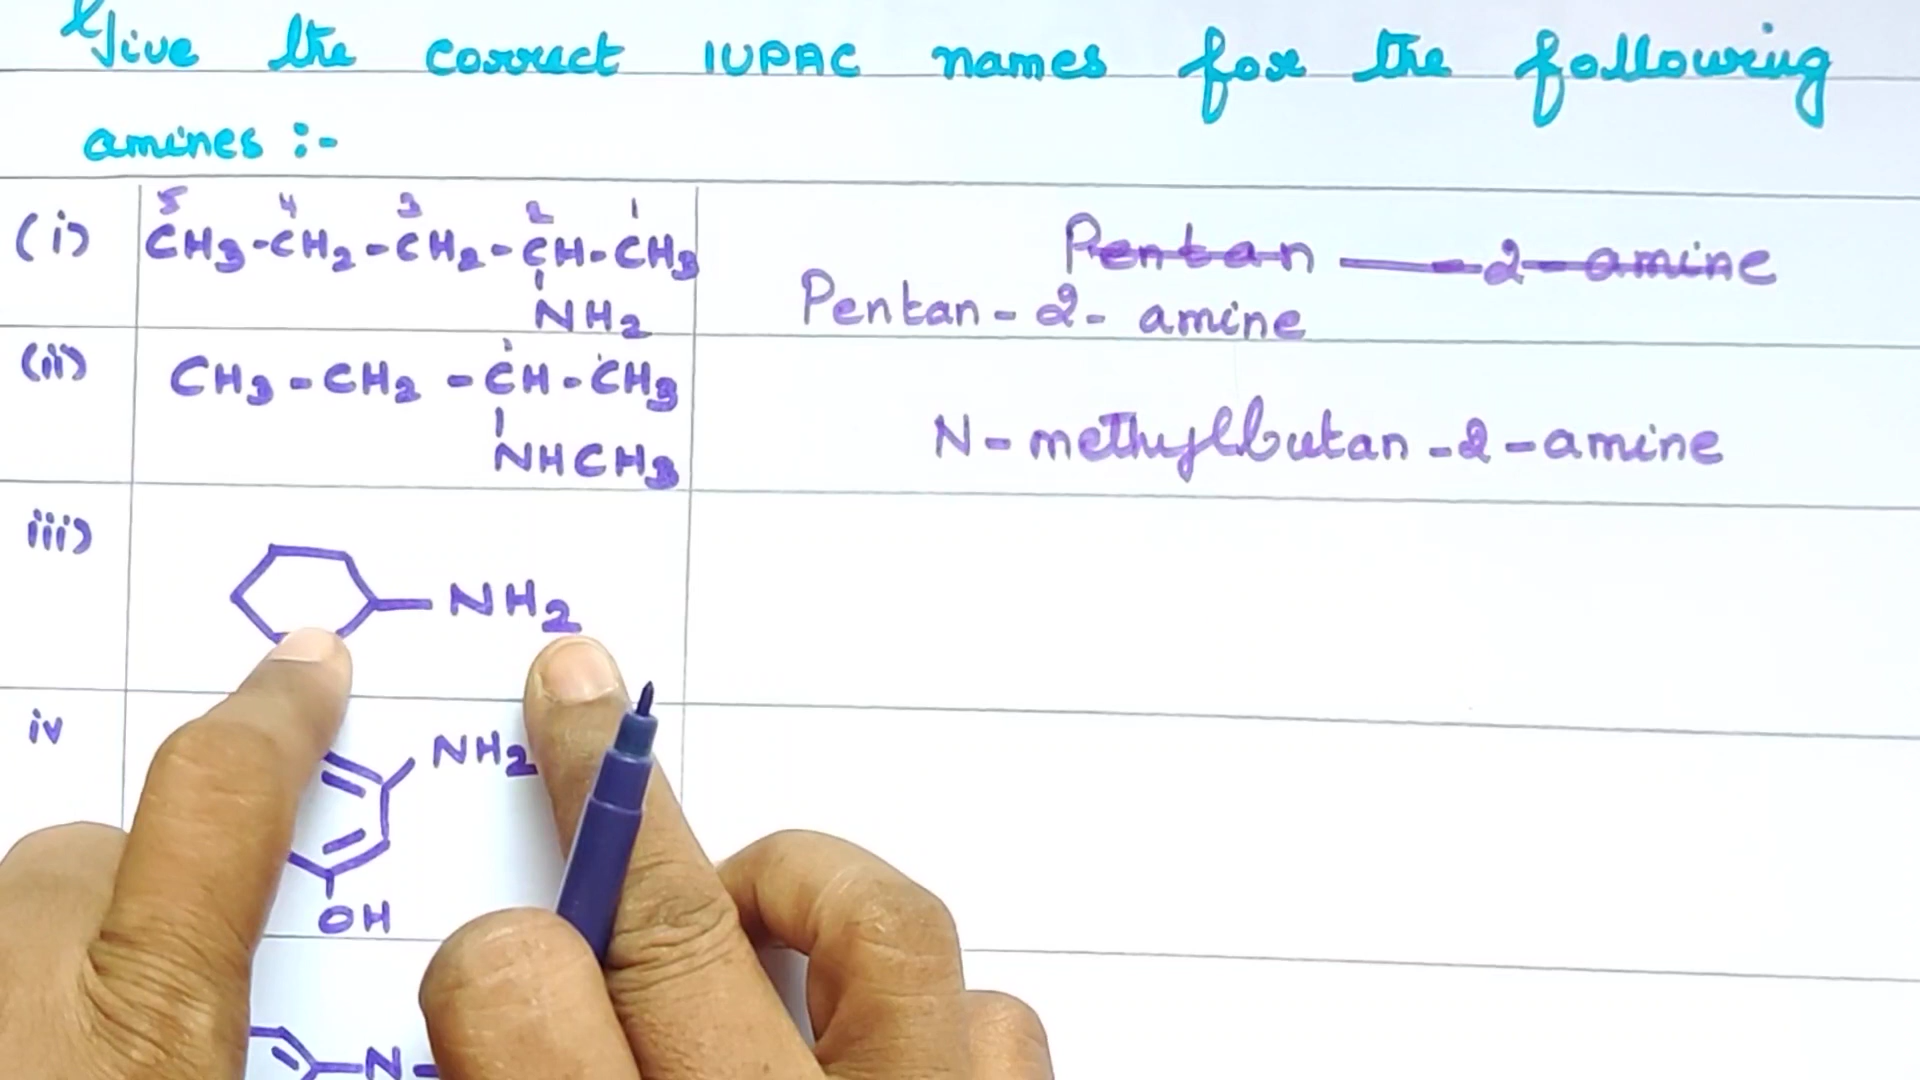 Give the correct IUPAC names for the following
amines :-
(i) 5 4 3 2 1
CH3-CH2-CH2-CH-CH3
NH2
Pentan — 2-amine
Pentan-2-amine
(ii) CH3-CH2-CH-CH3
NHCH3
N-methylbutan-2-amine
iii) NH2
iv NH2
OH
N